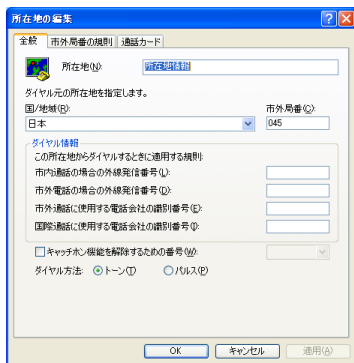 所在地の編集
全般 市外局番の規則 通話カード
所在地(N): 所在地情報
ダイヤル元の所在地を指定します。
国/地域(R): 市外局番(C):
日本 045
ダイヤル情報
この所在地からダイヤルするときに適用する規則:
市内通話の場合の外線発信番号(L):
市外電話の場合の外線発信番号(D):
市外通話に使用する電話会社の識別番号(E):
国際通話に使用する電話会社の識別番号(I):
キャッチホン機能を解除するための番号(W):
ダイヤル方法: トーン(T) パルス(P)
OK キャンセル 適用(A)